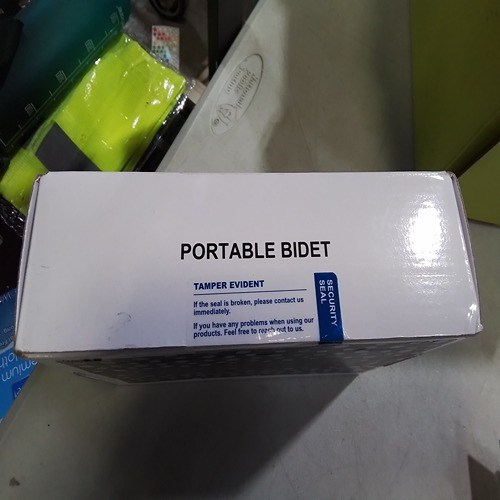 PORTABLE BIDET
TAMPER EVIDENT
If the seal is broken, please contact us
immediately.
If you have any problems when using our
products. Feel free to reach out to us.
SECURITY
SEAL